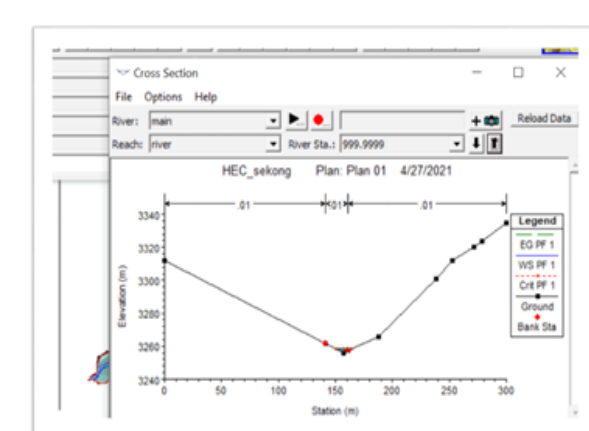 Cross Section
File Options Help
River: main
Reload Data
Reach: river River Sta.: 999.9999
HEC_sekong Plan: Plan 01 4/27/2021
.01 .01 .01
Legend
EG PF 1
WS PF 1
Crit PF 1
Ground
Bank Sta
Elevation (m)
3340
3320
3300
3280
3260
3240
0 50 100 150 200 250 300
Station (m)